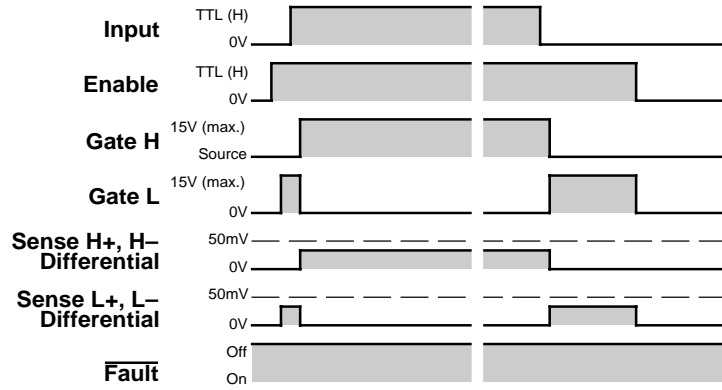 Input
TTL (H)
0V
Enable
TTL (H)
0V
Gate H
15V (max.)
Source
Gate L
15V (max.)
0V
Sense H+, H–
Differential
50mV
0V
Sense L+, L–
Differential
50mV
0V
Fault
Off
On